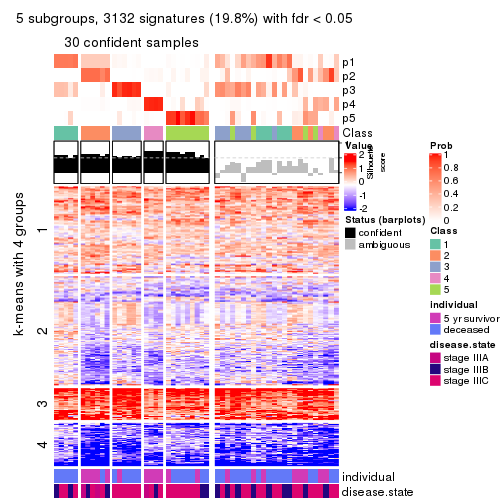 5 subgroups, 3132 signatures (19.8%) with fdr < 0.05
30 confident samples
p1
p2
p3
p4
p5
Class
Silhouette
score
k-means with 4 groups
1
2
3
4
individual
disease.state
Value
2
1
0
-1
-2
Status (barplots)
confident
ambiguous
Prob
1
0.8
0.6
0.4
0.2
0
Class
1
2
3
4
5
individual
5 yr survivor
deceased
disease.state
stage IIIA
stage IIIB
stage IIIC